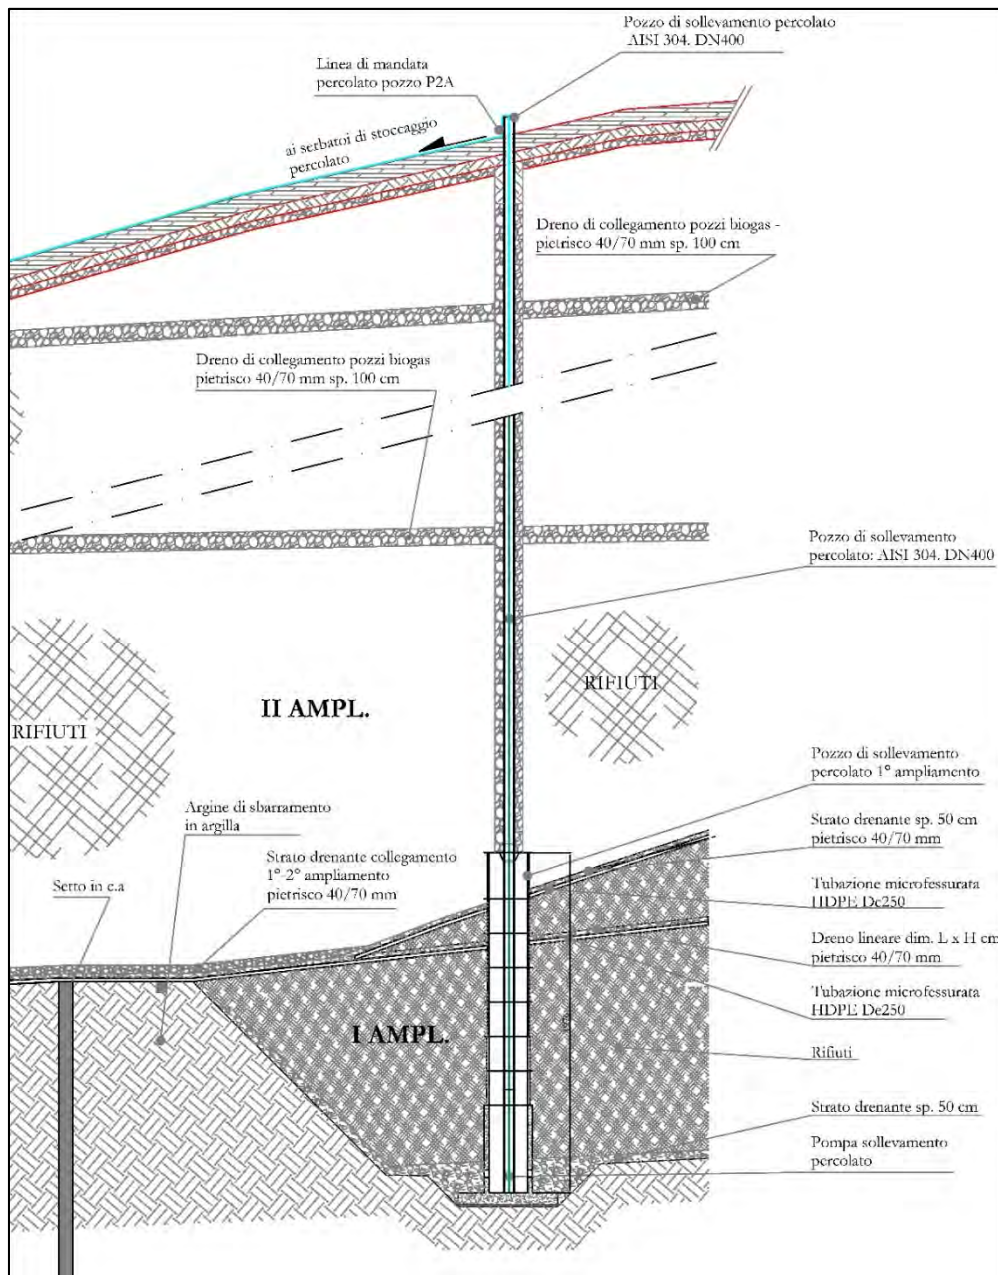 Pozzo di sollevamento percolato
AISI 304. DN400
Linea di mandata
percolato pozzo P2A
ai serbatoi di stoccaggio
percolato
Dreno di collegamento pozzi biogas -
pietrisco 40/70 mm sp. 100 cm
Dreno di collegamento pozzi biogas
pietrisco 40/70 mm sp. 100 cm
Pozzo di sollevamento
percolato: AISI 304. DN400
RIFIUTI
RIFIUTI
II AMPL.
Pozzo di sollevamento
percolato 1° ampliamento
Argine di sbarramento
in argilla
Strato drenante sp. 50 cm
pietrisco 40/70 mm
Strato drenante collegamento
1°-2° ampliamento
pietrisco 40/70 mm
Setto in c.a
Tubazione microfessurata
HDPE De250
Dreno lineare dim. L x H cm
pietrisco 40/70 mm
Tubazione microfessurata
HDPE De250
I AMPL.
Rifiuti
Strato drenante sp. 50 cm
Pompa sollevamento
percolato